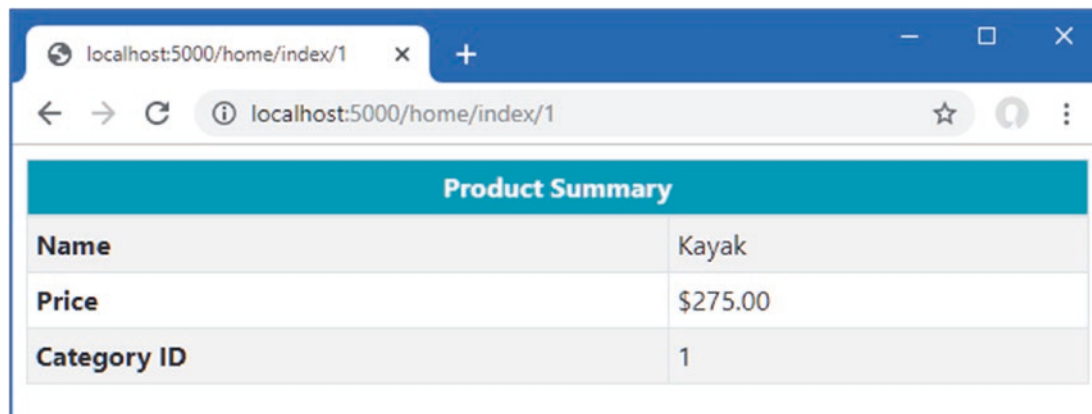 localhost:5000/home/index/1
localhost:5000/home/index/1
Product Summary
Name Kayak
Price $275.00
Category ID 1